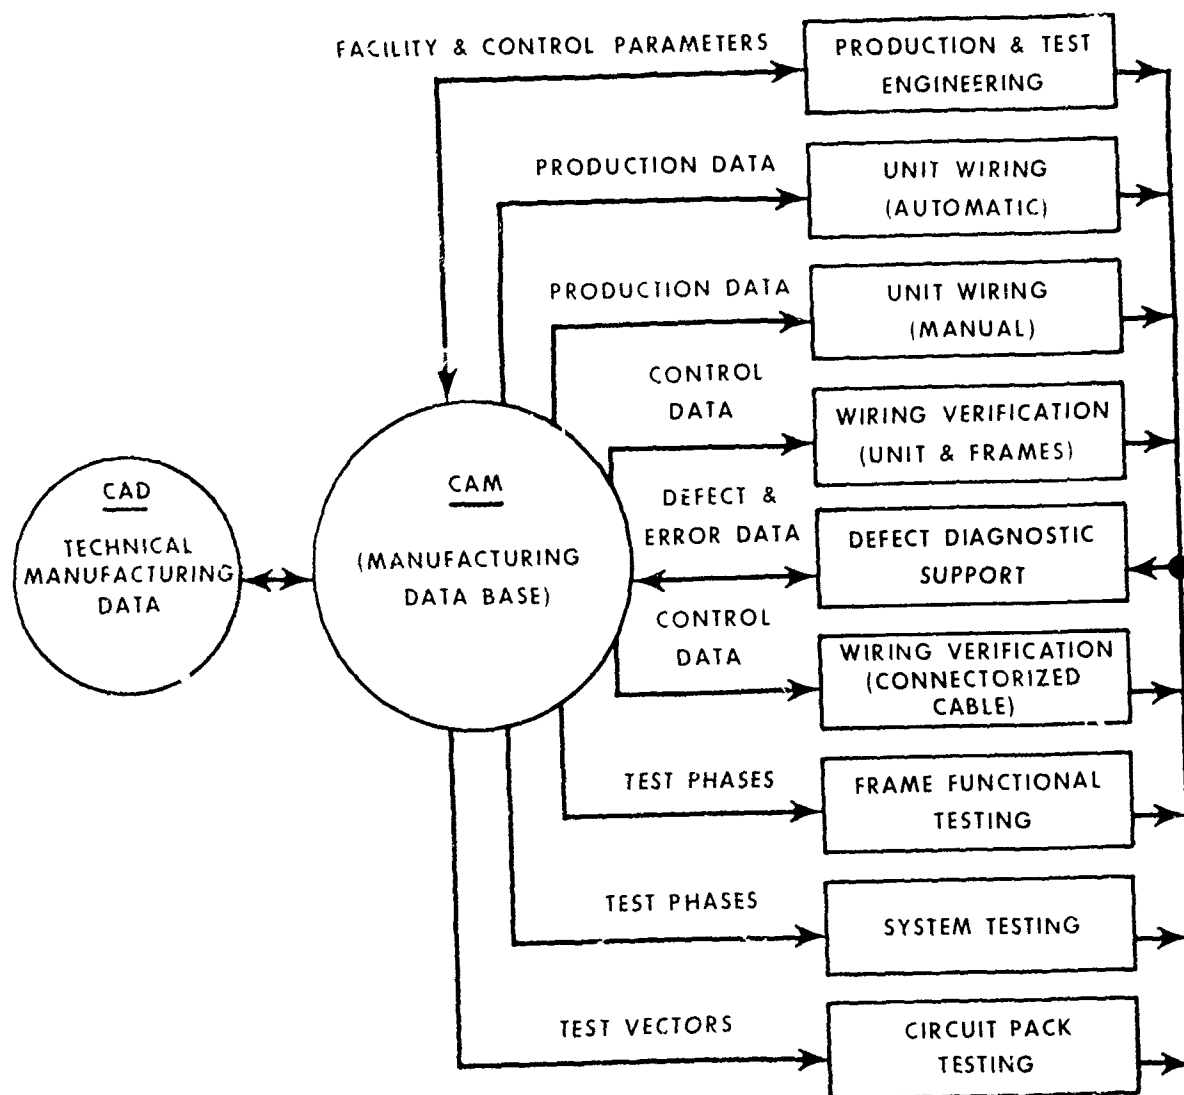 FACILITY & CONTROL PARAMETERS
PRODUCTION & TEST
ENGINEERING
PRODUCTION DATA
UNIT WIRING
(AUTOMATIC)
PRODUCTION DATA
UNIT WIRING
(MANUAL)
CONTROL
DATA
WIRING VERIFICATION
(UNIT & FRAMES)
CAD
TECHNICAL
MANUFACTURING
DATA
CAM
(MANUFACTURING
DATA BASE)
DEFECT &
ERROR DATA
DEFECT DIAGNOSTIC
SUPPORT
CONTROL
DATA
WIRING VERIFICATION
(CONNECTORIZED
CABLE)
TEST PHASES
FRAME FUNCTIONAL
TESTING
TEST PHASES
SYSTEM TESTING
TEST VECTORS
CIRCUIT PACK
TESTING